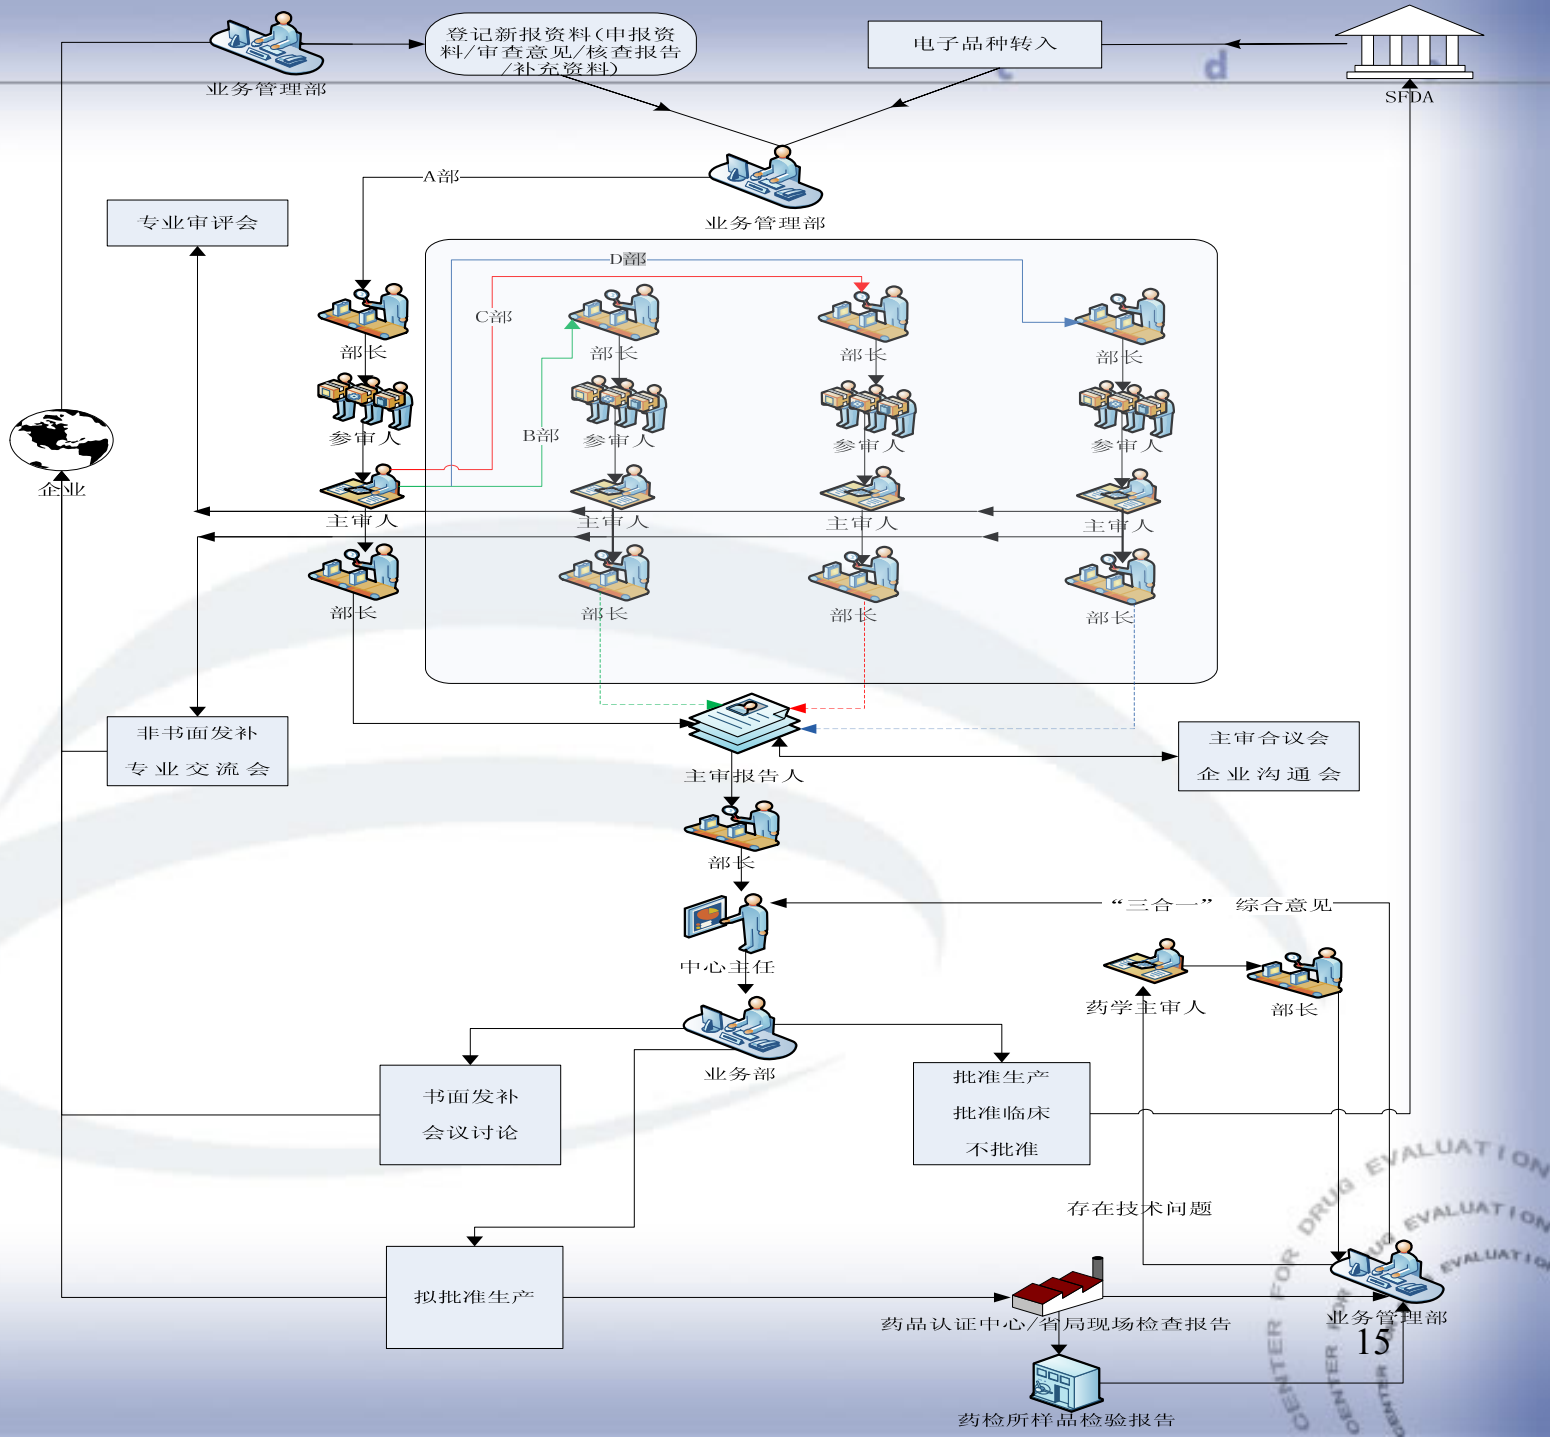 登记新报资料(申报资
料/审查意见/核查报告
/补充资料)
电子品种转入
业务管理部
SFDA
c
d
A部
业务管理部
专业审评会
D部
C部
部长
部长
部长
部长
B部
参审人
参审人
参审人
参审人
企业
主审人
主审人
主审人
主审人
部长
部长
部长
部长
非书面发补
专业交流会
主审合议会
企业沟通会
主审报告人
部长
“三合一” 综合意见
中心主任
药学主审人
部长
业务部
书面发补
会议讨论
批准生产
批准临床
不批准
存在技术问题
拟批准生产
药品认证中心/省局现场检查报告
业务管理部
15
药检所样品检验报告
CENTER FOR DRUG EVALUATION